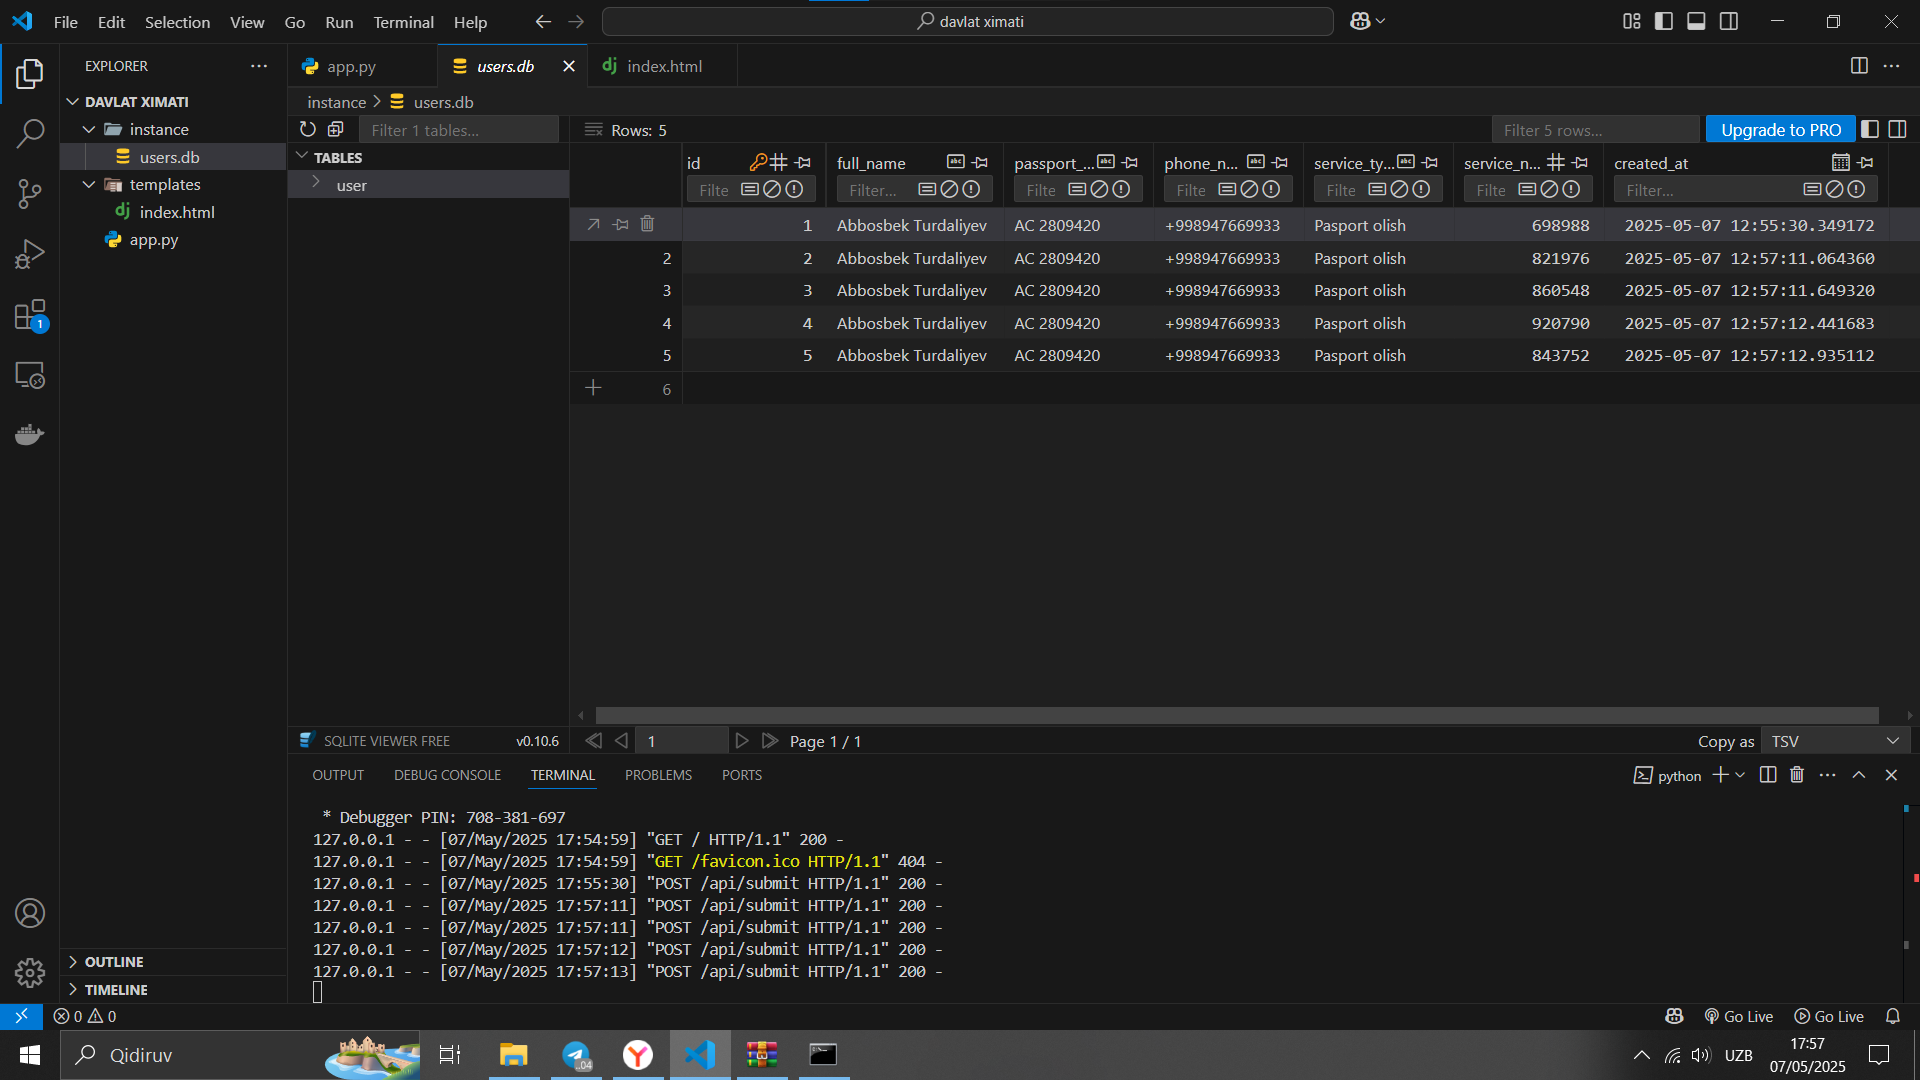 File Edit Selection View Go Run Terminal Help
davlat ximati
EXPLORER
DAVLAT XIMATI
instance
users.db
templates
index.html
app.py
OUTLINE
TIMELINE
app.py users.db index.html
instance > users.db
Filter 1 tables...
TABLES
user
SQLITE VIEWER FREE v0.10.6
Rows: 5 Filter 5 rows... Upgrade to PRO
id full_name passport_... phone_n... service_ty... service_n... created_at
Filte Filter... Filte Filte Filte Filte Filter...
1 Abbosbek Turdaliyev AC 2809420 +998947669933 Pasport olish 698988 2025-05-07 12:55:30.349172
2 2 Abbosbek Turdaliyev AC 2809420 +998947669933 Pasport olish 821976 2025-05-07 12:57:11.064360
3 3 Abbosbek Turdaliyev AC 2809420 +998947669933 Pasport olish 860548 2025-05-07 12:57:11.649320
4 4 Abbosbek Turdaliyev AC 2809420 +998947669933 Pasport olish 920790 2025-05-07 12:57:12.441683
5 5 Abbosbek Turdaliyev AC 2809420 +998947669933 Pasport olish 843752 2025-05-07 12:57:12.935112
6
1 Page 1 / 1 Copy as TSV
OUTPUT DEBUG CONSOLE TERMINAL PROBLEMS PORTS python
* Debugger PIN: 708-381-697
127.0.0.1 - - [07/May/2025 17:54:59] "GET / HTTP/1.1" 200 -
127.0.0.1 - - [07/May/2025 17:54:59] "GET /favicon.ico HTTP/1.1" 404 -
127.0.0.1 - - [07/May/2025 17:55:30] "POST /api/submit HTTP/1.1" 200 -
127.0.0.1 - - [07/May/2025 17:57:11] "POST /api/submit HTTP/1.1" 200 -
127.0.0.1 - - [07/May/2025 17:57:11] "POST /api/submit HTTP/1.1" 200 -
127.0.0.1 - - [07/May/2025 17:57:12] "POST /api/submit HTTP/1.1" 200 -
127.0.0.1 - - [07/May/2025 17:57:13] "POST /api/submit HTTP/1.1" 200 -
1
0 0 Go Live Go Live
Qidiruv ..04 UZB 17:57
07/05/2025